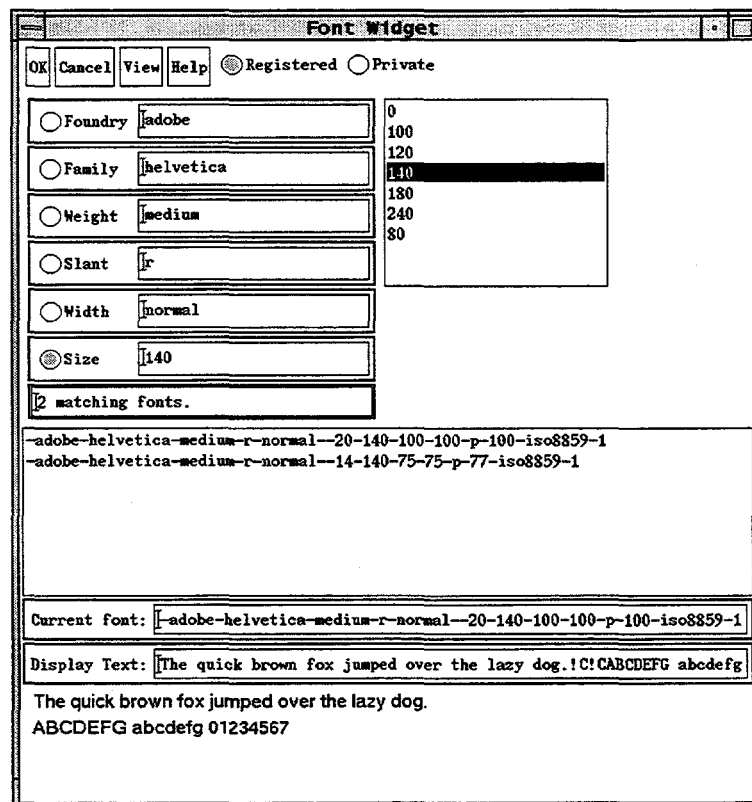 Font Widget
OK Cancel View Help Registered Private
Foundry adobe
Family helvetica
Weight medium
Slant r
Width normal
Size 140
2 matching fonts.
0
100
120
140
180
240
80
-adobe-helvetica-medium-r-normal--20-140-100-100-p-100-iso8859-1
-adobe-helvetica-medium-r-normal--14-140-75-75-p-77-iso8859-1
Current font: -adobe-helvetica-medium-r-normal--20-140-100-100-p-100-iso8859-1
Display Text: The quick brown fox jumped over the lazy dog.!C!CABCDEFG abcdefg
The quick brown fox jumped over the lazy dog.
ABCDEFG abcdefg 01234567